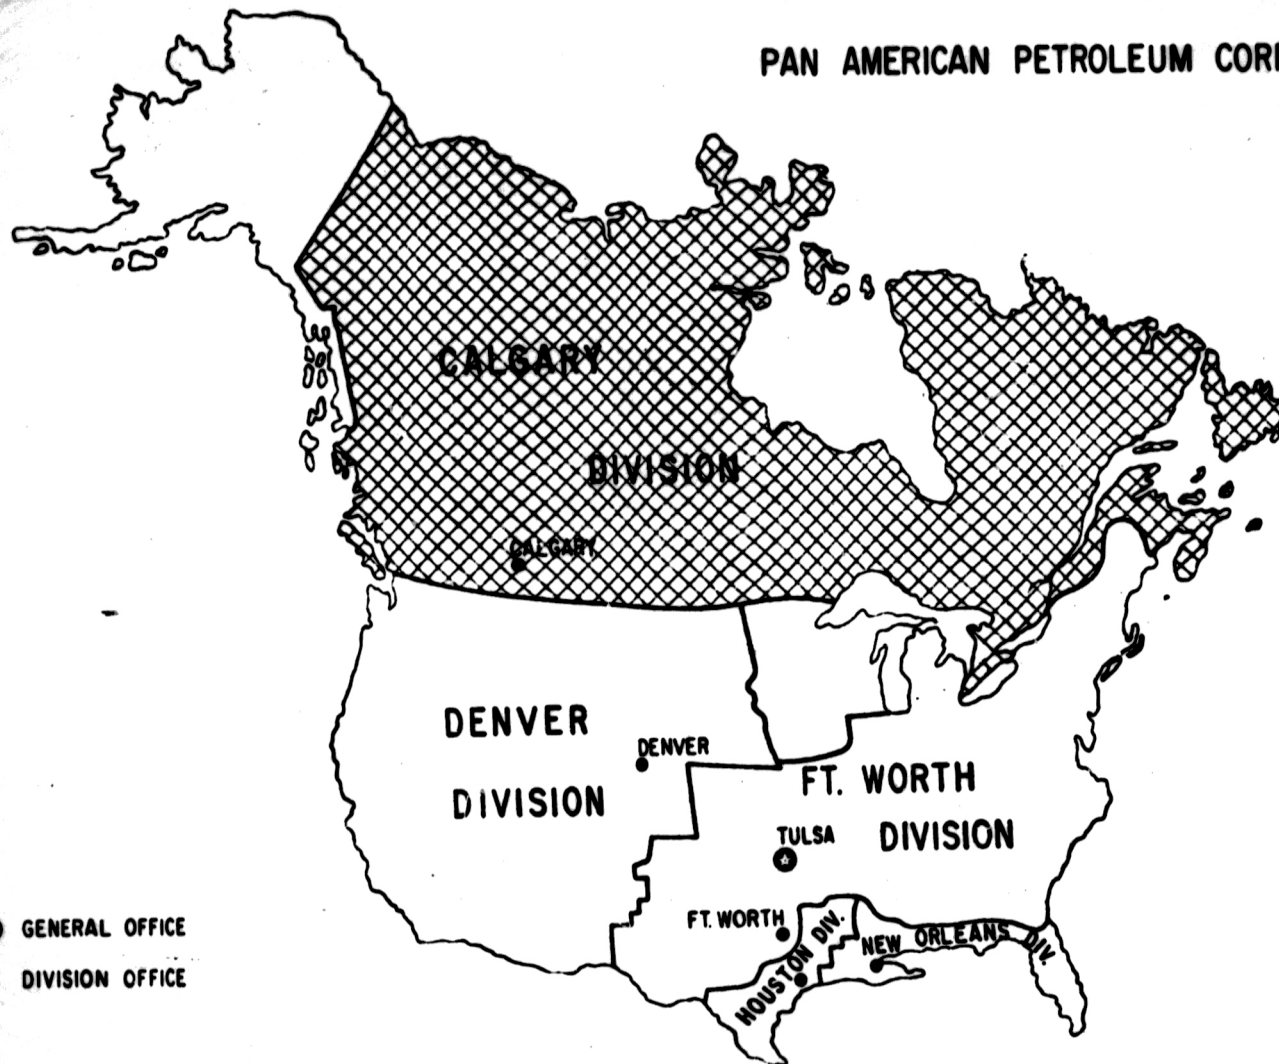 PAN AMERICAN PETROLEUM COR
CALGARY
DIVISION
CALGARY
DENVER
DIVISION
DENVER
FT. WORTH
DIVISION
TULSA
FT. WORTH
HOUSTON DIV.
NEW ORLEANS DIV.
GENERAL OFFICE
DIVISION OFFICE